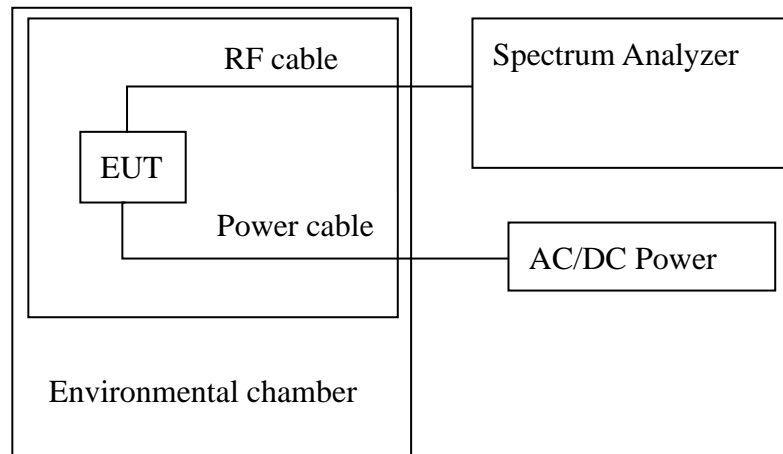 RF cable
Spectrum Analyzer
EUT
Power cable
AC/DC Power
Environmental chamber